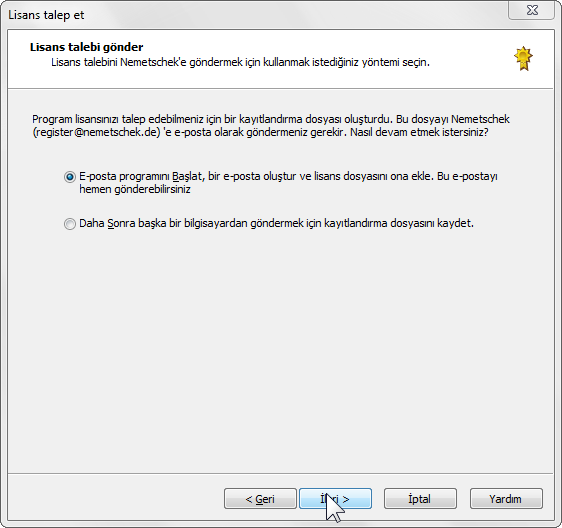 Lisans talep et
Lisans talebi gönder
Lisans talebini Nemetschek'e göndermek için kullanmak istediğiniz yöntemi seçin.
Program lisansınızı talep edebilmeniz için bir kayıtlandırma dosyası oluşturdu. Bu dosyayı Nemetschek
(register@nemetschek.de) 'e e-posta olarak göndermeniz gerekir. Nasıl devam etmek istersiniz?
E-posta programını Başlat, bir e-posta oluştur ve lisans dosyasını ona ekle. Bu e-postayı
hemen gönderebilirsiniz
Daha Sonra başka bir bilgisayardan göndermek için kayıtlandırma dosyasını kaydet.
< Geri
İleri >
İptal
Yardım